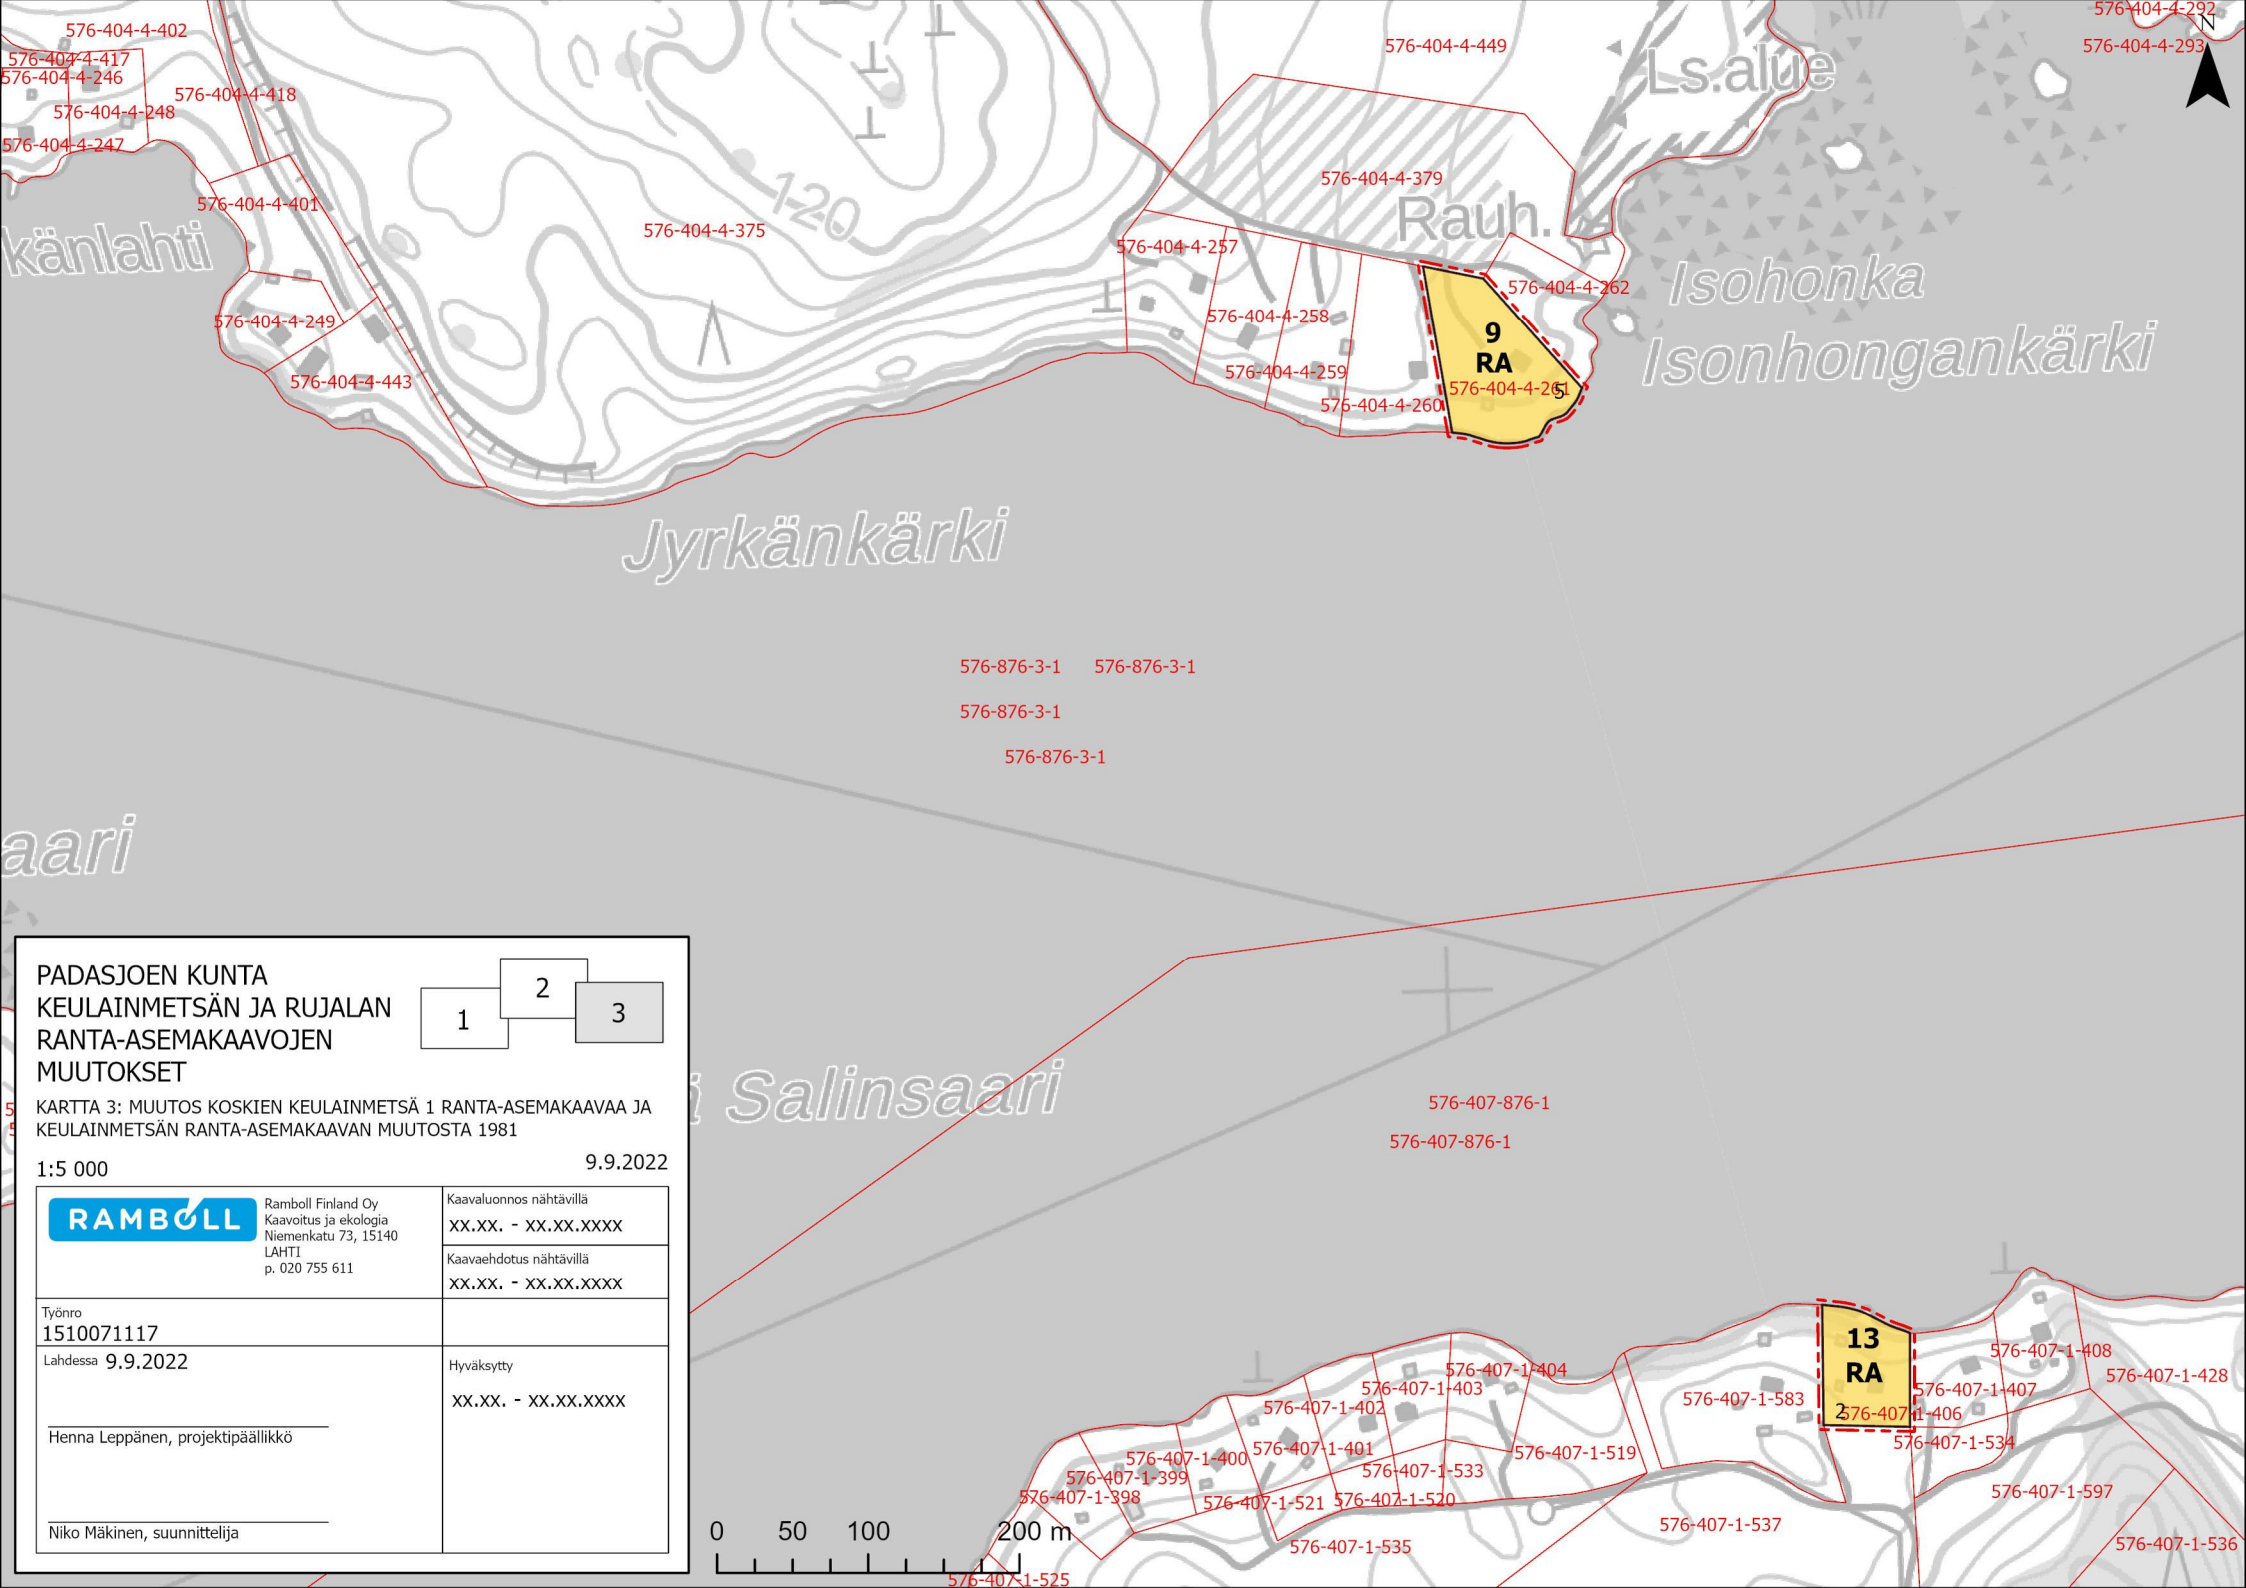 576-404-4-402
576-404-4-417
576-404-4-246
576-404-4-418
576-404-4-248
576-404-4-247
576-404-4-401
känlahti
576-404-4-249
576-404-4-443
576-404-4-375
120
576-404-4-449
Ls.alue
576-404-4-292
576-404-4-293
N
576-404-4-379
Rauh.
576-404-4-257
576-404-4-258
576-404-4-259
576-404-4-260
576-404-4-262
9
RA
576-404-4-261
5
Isohonka
Isonhongankärki
Jyrkänkärki
576-876-3-1
576-876-3-1
576-876-3-1
576-876-3-1
aari
ä Salinsaari
576-407-876-1
576-407-876-1
PADASJOEN KUNTA
KEULAINMETSÄN JA RUJALAN
RANTA-ASEMAKAAVOJEN
MUUTOKSET
1
2
3
KARTTA 3: MUUTOS KOSKIEN KEULAINMETSÄ 1 RANTA-ASEMAKAAVAA JA
KEULAINMETSÄN RANTA-ASEMAKAAVAN MUUTOSTA 1981
1:5 000
9.9.2022
RAMBOLL
Ramboll Finland Oy
Kaavoitus ja ekologia
Niemenkatu 73, 15140
LAHTI
p. 020 755 611
Kaavaluonnos nähtävillä
xx.xx. - xx.xx.xxxx
Kaavaehdotus nähtävillä
xx.xx. - xx.xx.xxxx
Työnro
1510071117
Lahdessa 9.9.2022
Hyväksytty
xx.xx. - xx.xx.xxxx
Henna Leppänen, projektipäällikkö
Niko Mäkinen, suunnittelija
0 50 100 200 m
13
RA
2
576-407-1-406
576-407-1-404
576-407-1-403
576-407-1-402
576-407-1-401
576-407-1-400
576-407-1-399
576-407-1-398
576-407-1-521
576-407-1-520
576-407-1-533
576-407-1-519
576-407-1-535
576-407-1-525
576-407-1-583
576-407-1-537
576-407-1-408
576-407-1-407
576-407-1-428
576-407-1-534
576-407-1-597
576-407-1-536